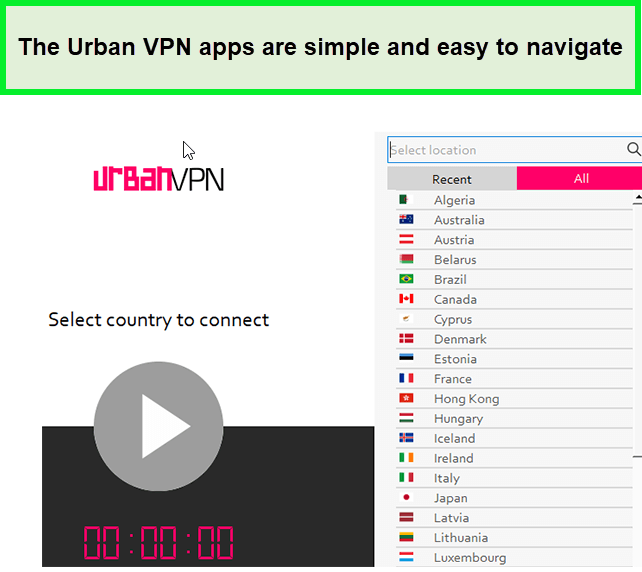 The Urban VPN apps are simple and easy to navigate
urBanVPN
Select country to connect
00:00:00
Select location
Recent
All
Algeria
Australia
Austria
Belarus
Brazil
Canada
Cyprus
Denmark
Estonia
France
Hong Kong
Hungary
Iceland
Ireland
Italy
Japan
Latvia
Lithuania
Luxembourg